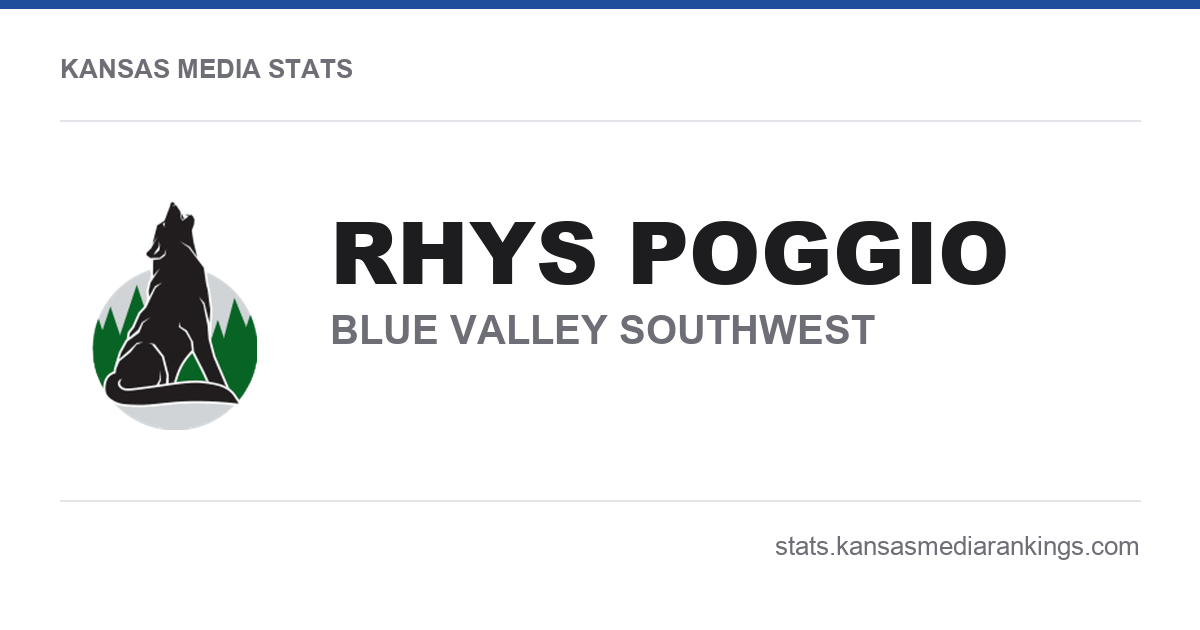 KANSAS MEDIA STATS
RHYS POGGIO
BLUE VALLEY SOUTHWEST
stats.kansasmediarankings.com